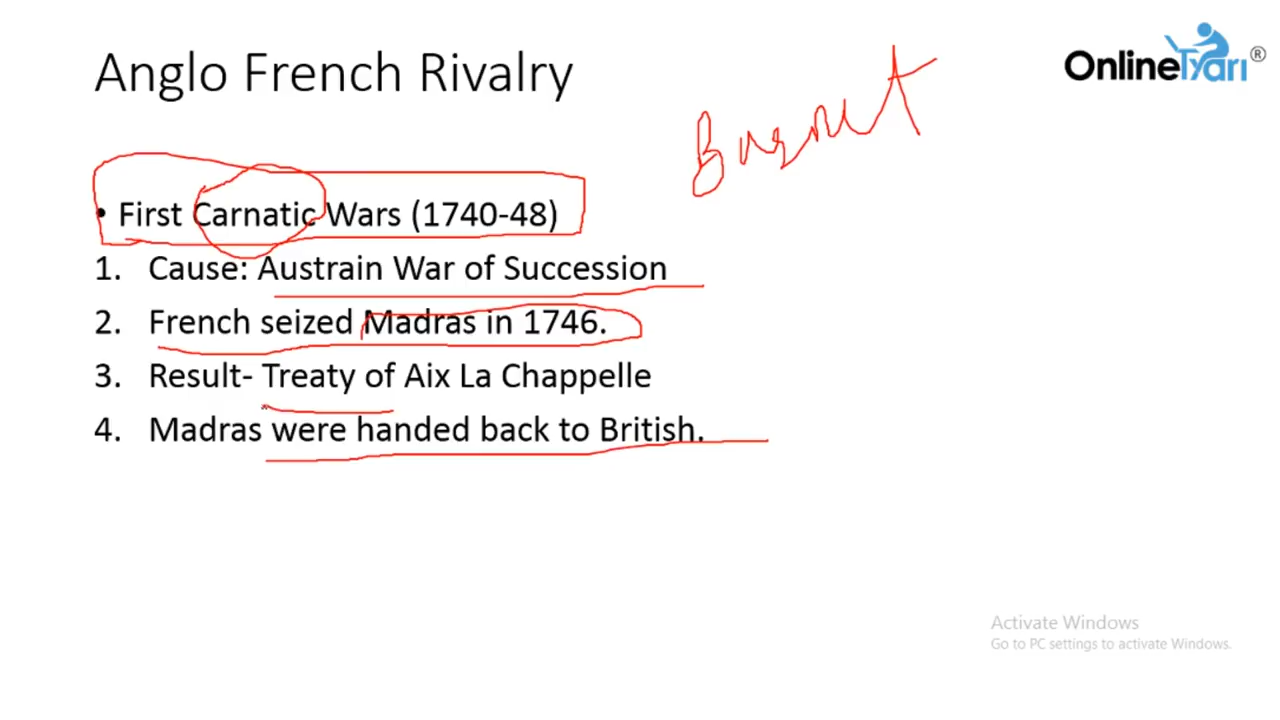 Anglo French Rivalry
OnlineTyari ®
Burnet
• First Carnatic Wars (1740-48)
1. Cause: Austrain War of Succession
2. French seized Madras in 1746.
3. Result- Treaty of Aix La Chappelle
4. Madras were handed back to British.
Activate Windows
Go to PC settings to activate Windows.